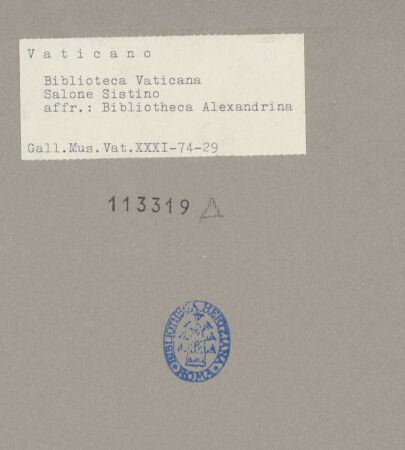 Vaticano
Biblioteca Vaticana
Salone Sistino
affr.: Bibliotheca Alexandrina
Gall.Mus.Vat.XXXI-74-29
113319
BIBLIOTHECA HERTZIANA
ROMA